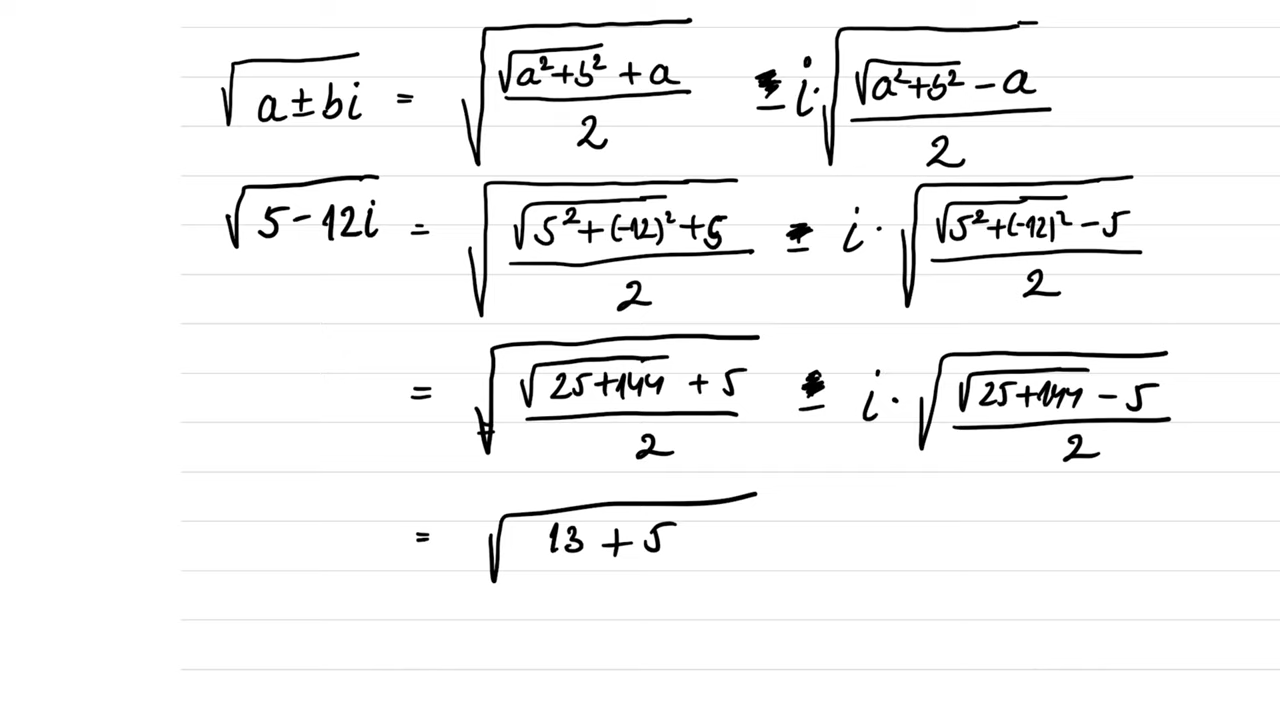 √(a±bi) = √((√(a²+b²) + a)/2) ± i·√((√(a²+b²) − a)/2)
√(5−12i) = √((√(5²+(−12)²) + 5)/2) − i·√((√(5²+(−12)²) − 5)/2)
= √((√(25+144) + 5)/2) − i·√((√(25+144) − 5)/2)
= √(13 + 5)